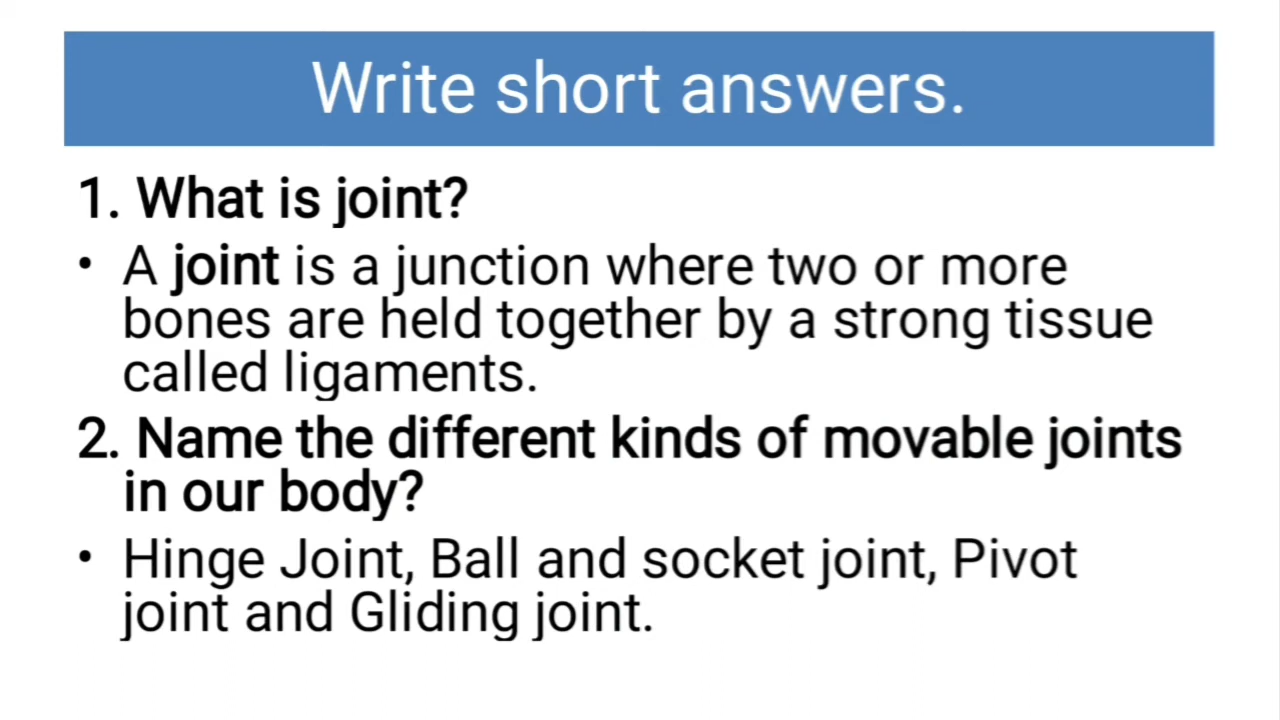 Write short answers.
1. What is joint?
• A joint is a junction where two or more
bones are held together by a strong tissue
called ligaments.
2. Name the different kinds of movable joints
in our body?
• Hinge Joint, Ball and socket joint, Pivot
joint and Gliding joint.